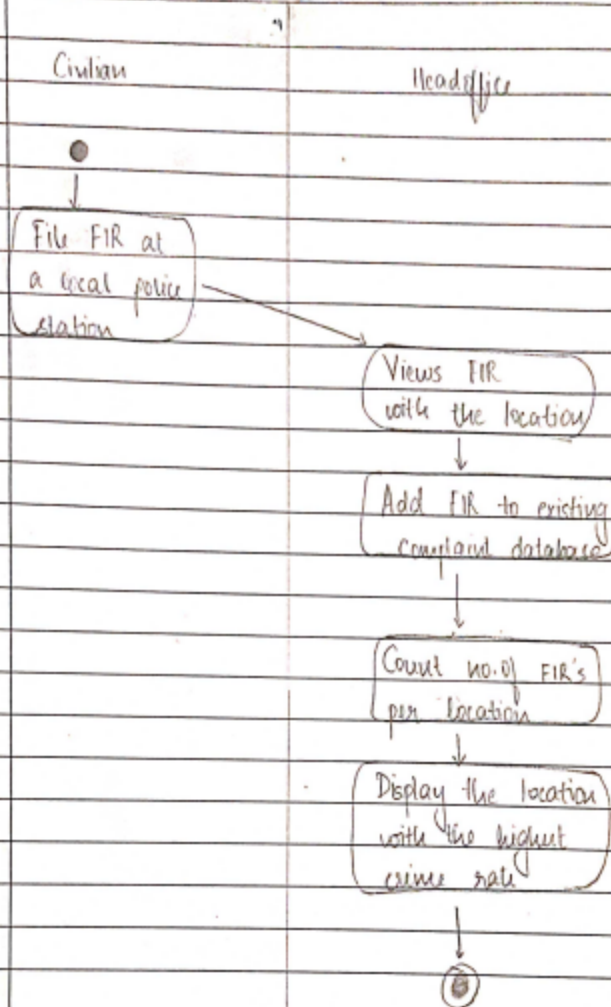 Civilian
Headoffice
File FIR at
a local police
station
Views FIR
with the location
Add FIR to existing
complaint database
Count no. of FIR's
per location
Display the location
with the highest
crime rate